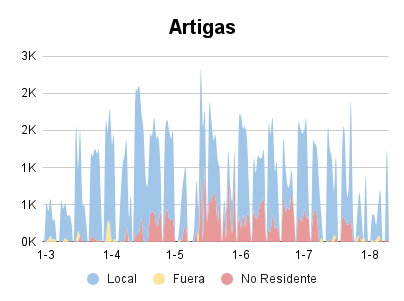 Artigas
3K
2K
2K
1K
1K
0K
1-3 1-4 1-5 1-6 1-7 1-8
Local Fuera No Residente